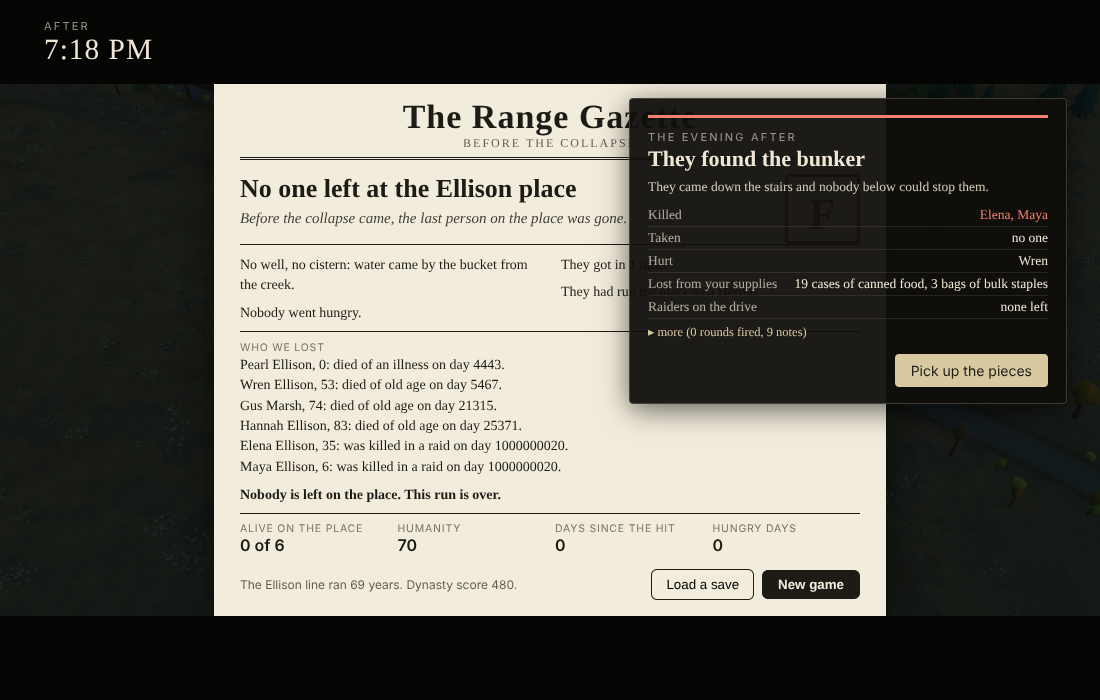 AFTER
7:18 PM
The Range Gazette
BEFORE THE COLLAPSE
No one left at the Ellison place
Before the collapse came, the last person on the place was gone.
F
No well, no cistern: water came by the bucket from
the creek.
Nobody went hungry.
They got in
They had run
WHO WE LOST
Pearl Ellison, 0: died of an illness on day 4443.
Wren Ellison, 53: died of old age on day 5467.
Gus Marsh, 74: died of old age on day 21315.
Hannah Ellison, 83: died of old age on day 25371.
Elena Ellison, 35: was killed in a raid on day 1000000020.
Maya Ellison, 6: was killed in a raid on day 1000000020.
Nobody is left on the place. This run is over.
ALIVE ON THE PLACE HUMANITY DAYS SINCE THE HIT HUNGRY DAYS
0 of 6 70 0 0
The Ellison line ran 69 years. Dynasty score 480. Load a save New game
THE EVENING AFTER
They found the bunker
They came down the stairs and nobody below could stop them.
Killed Elena, Maya
Taken no one
Hurt Wren
Lost from your supplies 19 cases of canned food, 3 bags of bulk staples
Raiders on the drive none left
▸ more (0 rounds fired, 9 notes)
Pick up the pieces